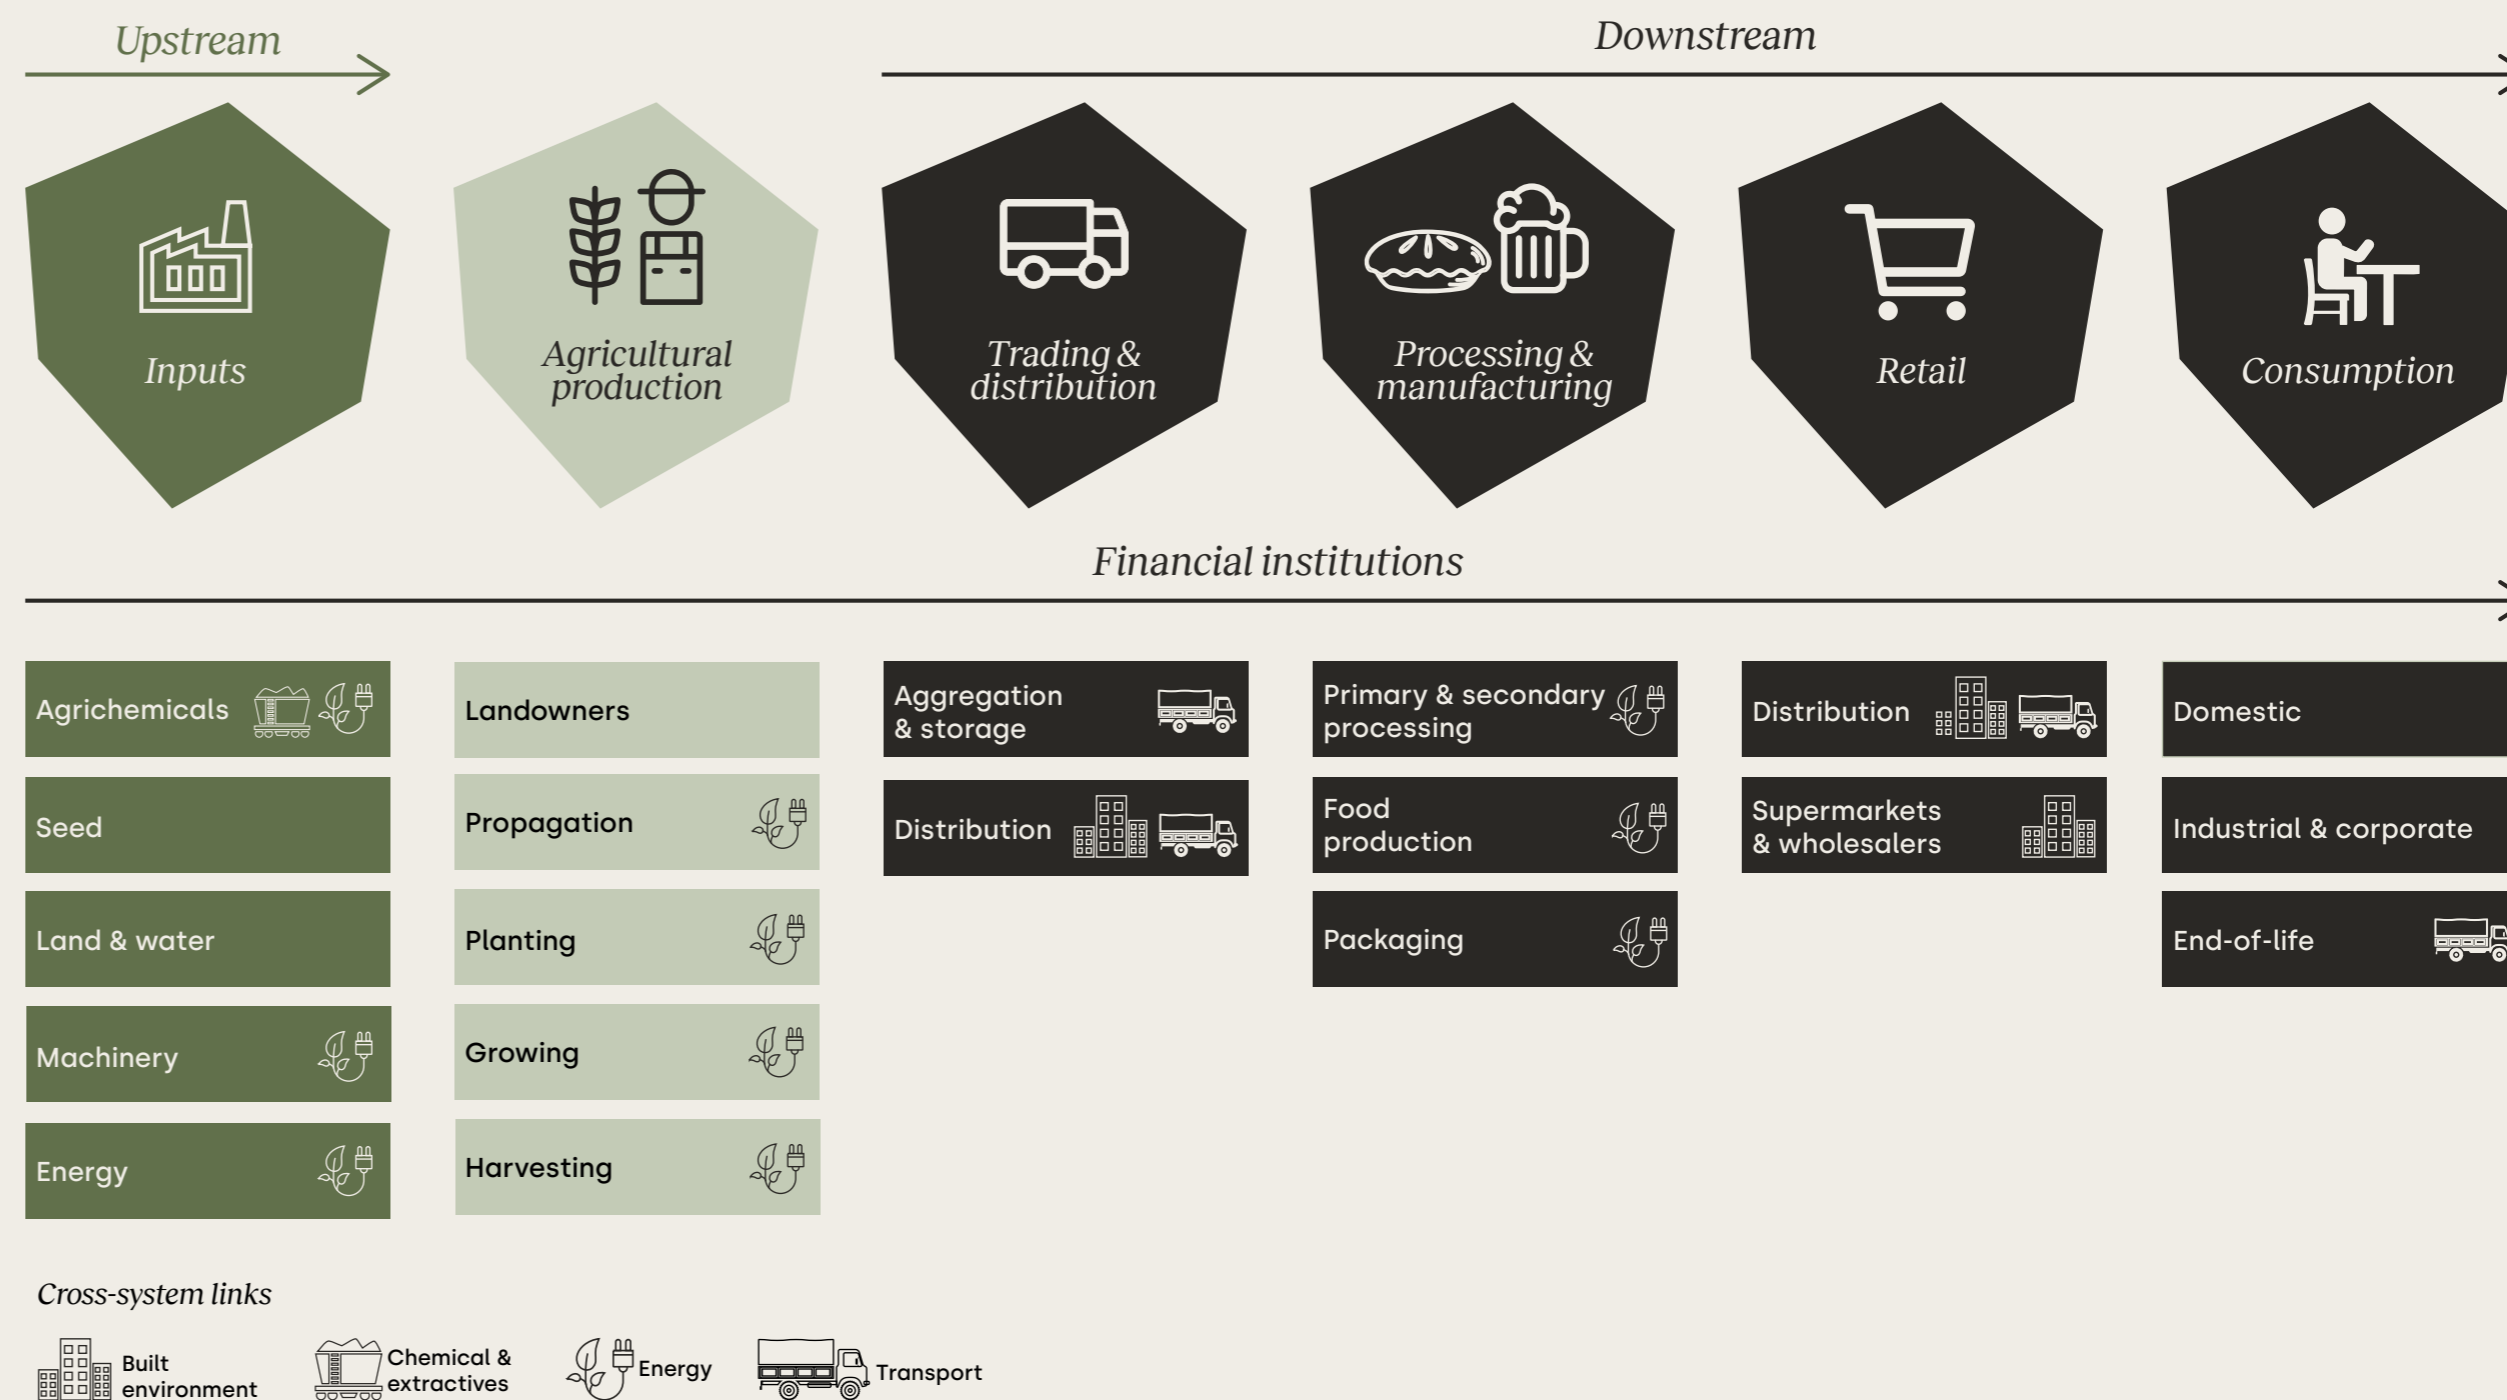 Upstream
Downstream
Inputs
Agricultural
production
Trading &
distribution
Processing &
manufacturing
Retail
Consumption
Financial institutions
Agrichemicals
Seed
Land & water
Machinery
Energy
Landowners
Propagation
Planting
Growing
Harvesting
Aggregation
& storage
Distribution
Primary & secondary
processing
Food
production
Packaging
Distribution
Supermarkets
& wholesalers
Domestic
Industrial & corporate
End-of-life
Cross-system links
Built
environment
Chemical &
extractives
Energy
Transport